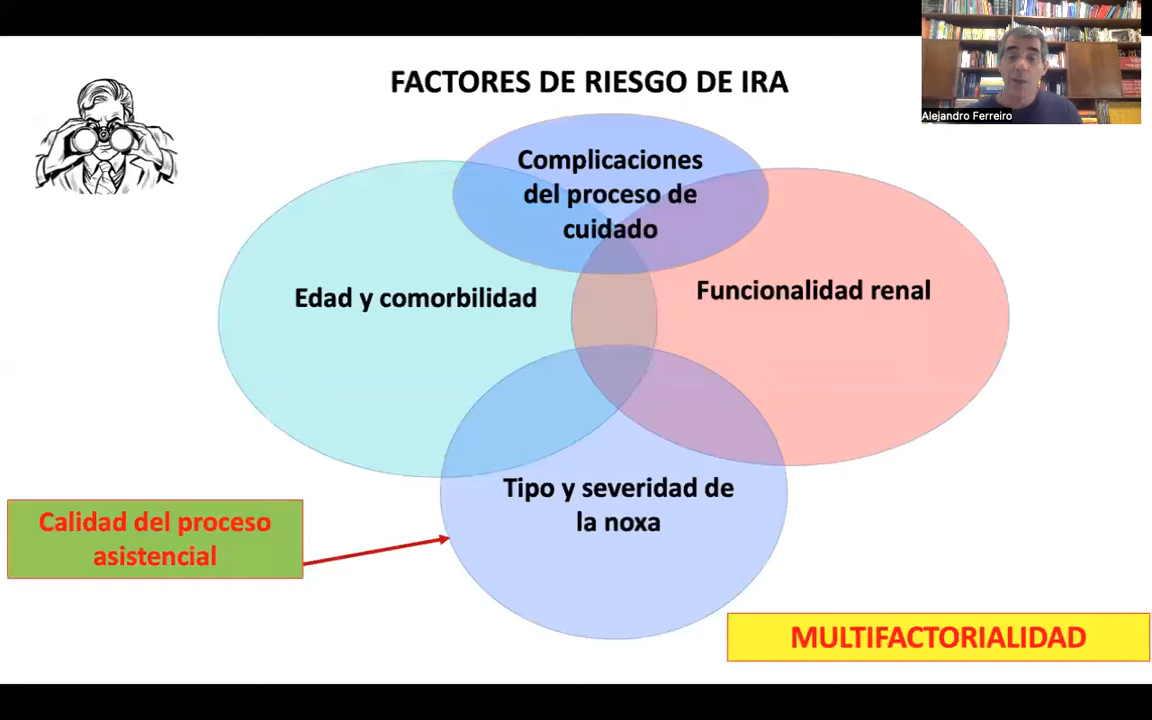 FACTORES DE RIESGO DE IRA
Alejandro Ferreiro
Complicaciones
del proceso de
cuidado
Edad y comorbilidad
Funcionalidad renal
Tipo y severidad de
la noxa
Calidad del proceso
asistencial
MULTIFACTORIALIDAD